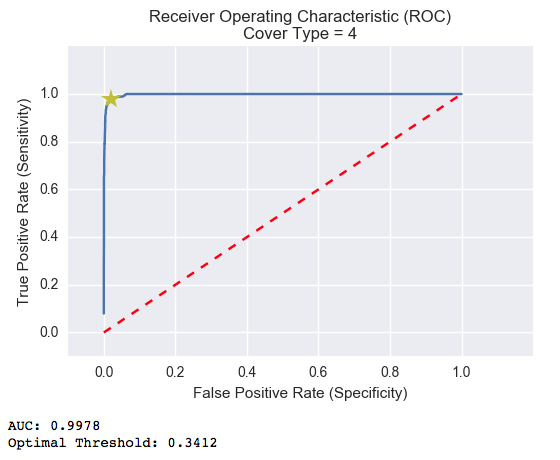 Receiver Operating Characteristic (ROC)
Cover Type = 4
True Positive Rate (Sensitivity)
1.0
0.8
0.6
0.4
0.2
0.0
0.0 0.2 0.4 0.6 0.8 1.0
False Positive Rate (Specificity)
AUC: 0.9978
Optimal Threshold: 0.3412